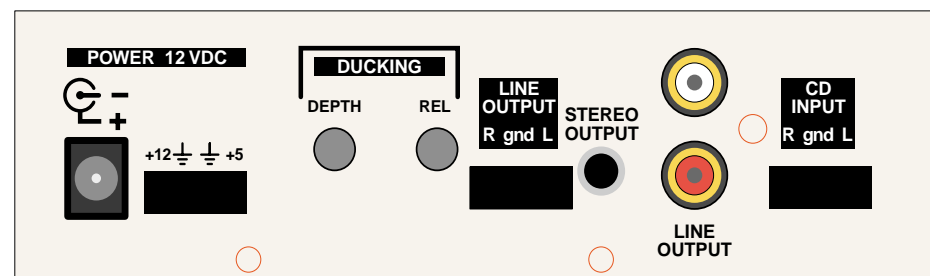 POWER 12 VDC
DUCKING
DEPTH
REL
LINE
OUTPUT
R gnd L
STEREO
OUTPUT
CD
INPUT
R gnd L
- 
+
+12 +5
LINE
OUTPUT